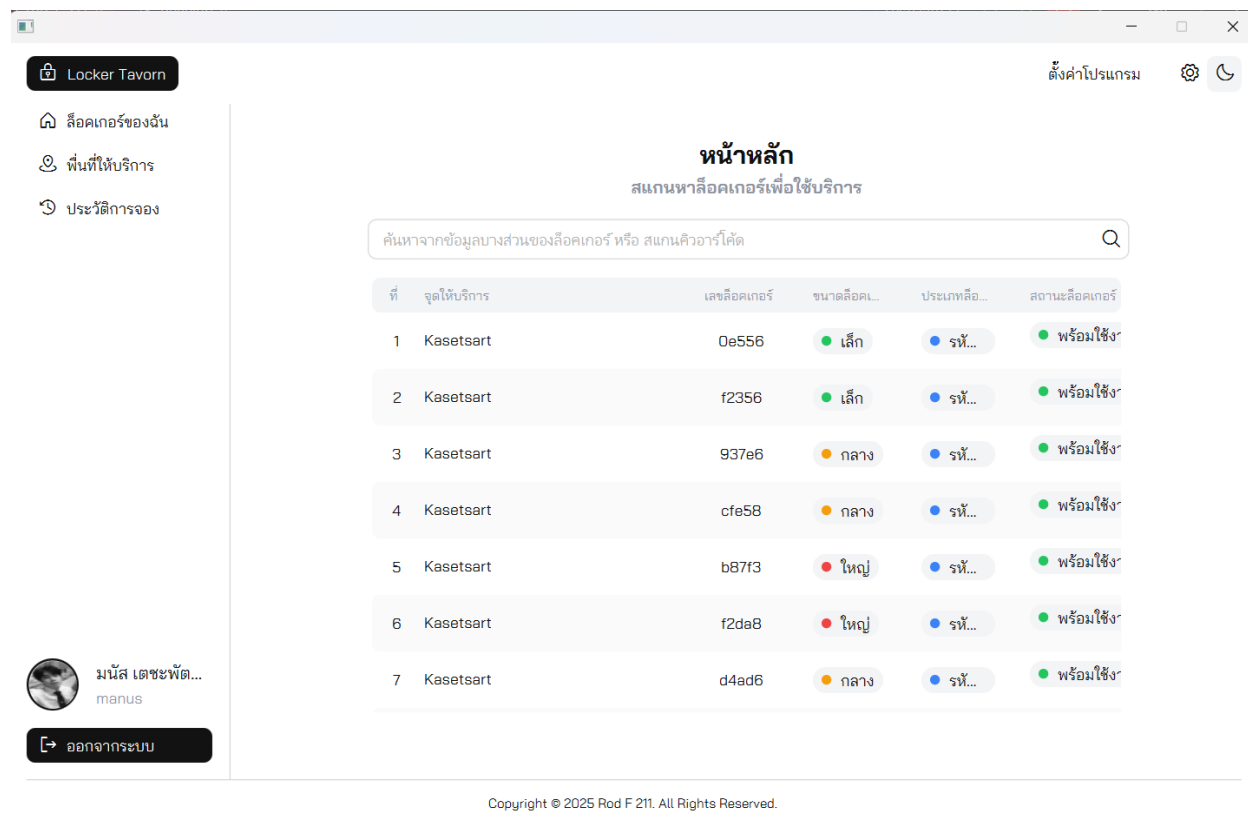 Locker Tavorn
ตั้งค่าโปรแกรม
ล็อคเกอร์ของฉัน
พื้นที่ให้บริการ
ประวัติการจอง
หน้าหลัก
สแกนหาล็อคเกอร์เพื่อใช้บริการ
ค้นหาจากข้อมูลบางส่วนของล็อคเกอร์ หรือ สแกนคิวอาร์โค้ด
ที่ จุดให้บริการ เลขล็อคเกอร์ ขนาดล็อคเ... ประเภทล็อ... สถานะล็อคเกอร์
1 Kasetsart 0e556 เล็ก รหั... พร้อมใช้งา
2 Kasetsart f2356 เล็ก รหั... พร้อมใช้งา
3 Kasetsart 937e6 กลาง รหั... พร้อมใช้งา
4 Kasetsart cfe58 กลาง รหั... พร้อมใช้งา
5 Kasetsart b87f3 ใหญ่ รหั... พร้อมใช้งา
6 Kasetsart f2da8 ใหญ่ รหั... พร้อมใช้งา
7 Kasetsart d4ad6 กลาง รหั... พร้อมใช้งา
มนัส เตชะพัต...
manus
ออกจากระบบ
Copyright © 2025 Rod F 211. All Rights Reserved.